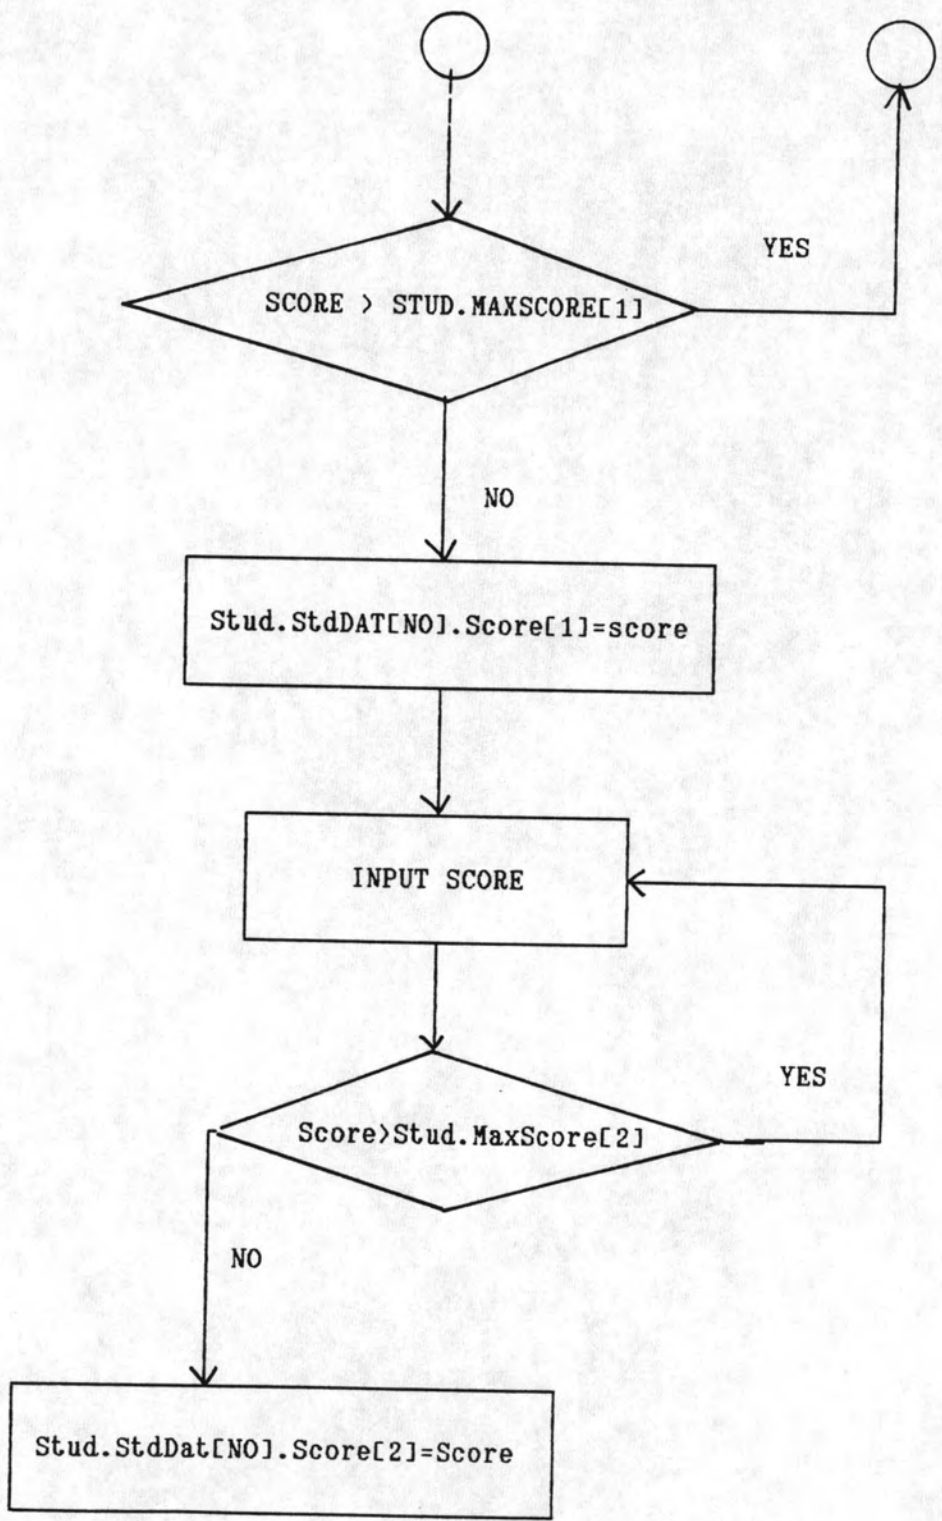 YES
SCORE > STUD.MAXSCORE[1]
NO
Stud.StdDAT[NO].Score[1]=score
INPUT SCORE
YES
Score>Stud.MaxScore[2]
NO
Stud.StdDat[NO].Score[2]=Score